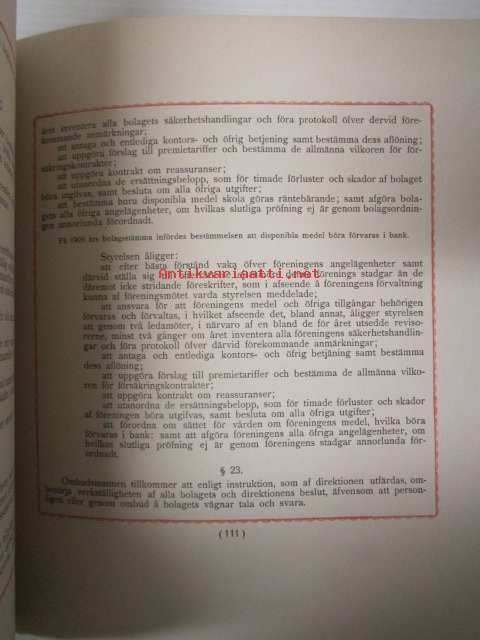 året inventera alla bolagets säkerhetshandlingar och föra protokoll öfver dervid före-
kommande anmärkningar;
att antaga och entlediga kontors- och öfrig betjening samt bestämma dess aflöning;
att uppgöra förslag till premietariffer och bestämma de allmänna vilkoren för för-
säkringskontrakter;
att uppgöra kontrakt om reassuranser;
att utanordna de ersättningsbelopp, som för timade förluster och skador af bolaget
böra utgifvas, samt besluta om alla öfriga utgifter;
att bestämma huru disponibla medel skola göras räntebärande; samt afgöra bola-
gets alla öfriga angelägenheter, om hvilkas slutliga pröfning ej är genom bolagsordnin-
gen annorlunda förordnadt.
På 1908 års bolagsstämma infördes bestämmelsen att disponibla medel böra förvaras i bank.
Styrelsen åligger:
att efter bästa förstånd vaka öfver föreningens angelägenheter samt
dervid ställa sig till efterrättelse denna förenings stadgar än de
däremot icke stridande föreskrifter, som i afseende å föreningens förvaltning
kunna af föreningsmötet varda styrelsen meddelade;
att ansvara för att föreningens medel och öfriga tillgångar behörigen
förvaras och förvaltas, i hvilket afseende det, bland annat, åligger styrelsen
att genom två ledamöter, i närvaro af en bland de för året utsedde reviso-
rerne, minst två gånger om året inventera alla föreningens säkerhetshandlin-
gar och föra protokoll öfver därvid förekommande anmärkningar;
att antaga och entlediga kontors- och öfrig betjäning samt bestämma
dess aflöning;
att uppgöra förslag till premietariffer och bestämma de allmänna vilko-
ren för försäkringskontrakter;
att uppgöra kontrakt om reassuranser;
att utanordna de ersättningsbelopp, som för timade förluster och skador
af föreningen böra utgifvas, samt besluta om alla öfriga utgifter;
att förordna om sättet för vården om föreningens medel, hvilka böra
förvaras i bank; samt att afgöra föreningens alla öfriga angelägenheter, om
hvilkas slutliga pröfning ej är genom föreningens stadgar annorlunda för-
ordnadt.
§ 23.
Ombudsmannen tillkommer att enligt instruktion, som af direktionen utfärdas, om-
besörja verkställigheten af alla bolagets och direktionens beslut, äfvensom att person-
ligen eller genom ombud å bolagets vägnar tala och svara.
(111)
antikvariaatti.net